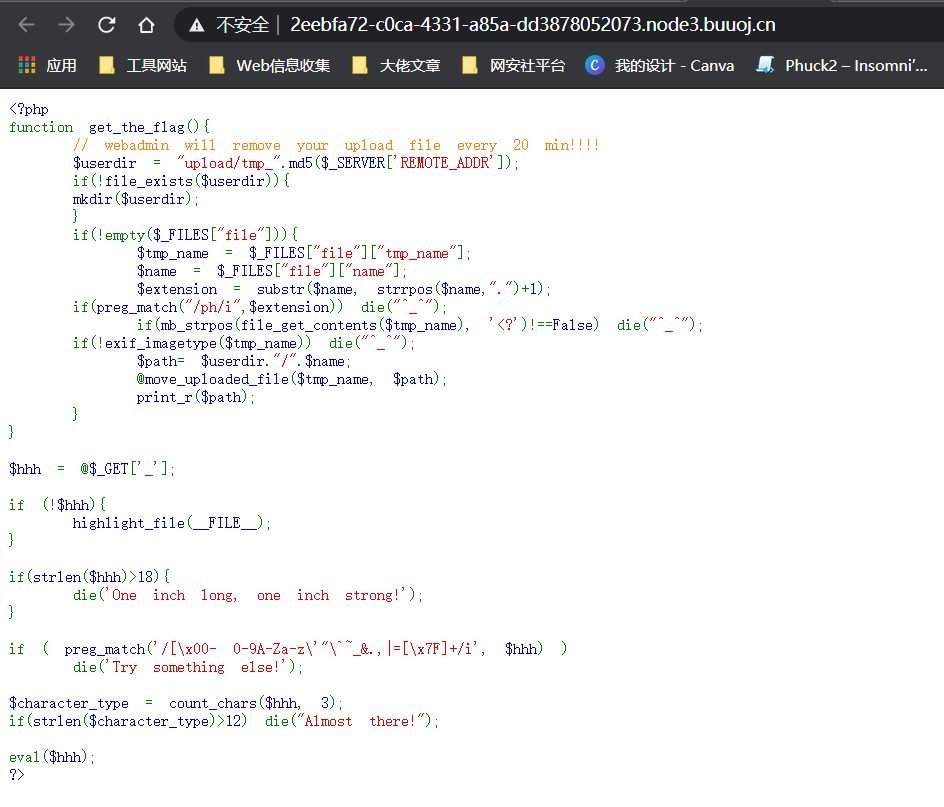 不安全 | 2eebfa72-c0ca-4331-a85a-dd3878052073.node3.buuoj.cn
应用 工具网站 Web信息收集 大佬文章 网安社平台 C 我的设计 - Canva Phuck2 – Insomni'...
<?php
function get_the_flag(){
// webadmin will remove your upload file every 20 min!!!!
$userdir = "upload/tmp_".md5($_SERVER['REMOTE_ADDR']);
if(!file_exists($userdir)){
mkdir($userdir);
}
if(!empty($_FILES["file"])){
$tmp_name = $_FILES["file"]["tmp_name"];
$name = $_FILES["file"]["name"];
$extension = substr($name, strrpos($name,".")+1);
if(preg_match("/ph/i",$extension)) die("^_^");
if(mb_strpos(file_get_contents($tmp_name), '<?')!==False) die("^_^");
if(!exif_imagetype($tmp_name)) die("^_^");
$path= $userdir."/".$name;
@move_uploaded_file($tmp_name, $path);
print_r($path);
}
}
$hhh = @$_GET['_'];
if (!$hhh){
highlight_file(__FILE__);
}
if(strlen($hhh)>18){
die('One inch long, one inch strong!');
}
if ( preg_match('/[\x00- 0-9A-Za-z\'"\`~_&.,|=[\x7F]+/i', $hhh) )
die('Try something else!');
$character_type = count_chars($hhh, 3);
if(strlen($character_type)>12) die("Almost there!");
eval($hhh);
?>